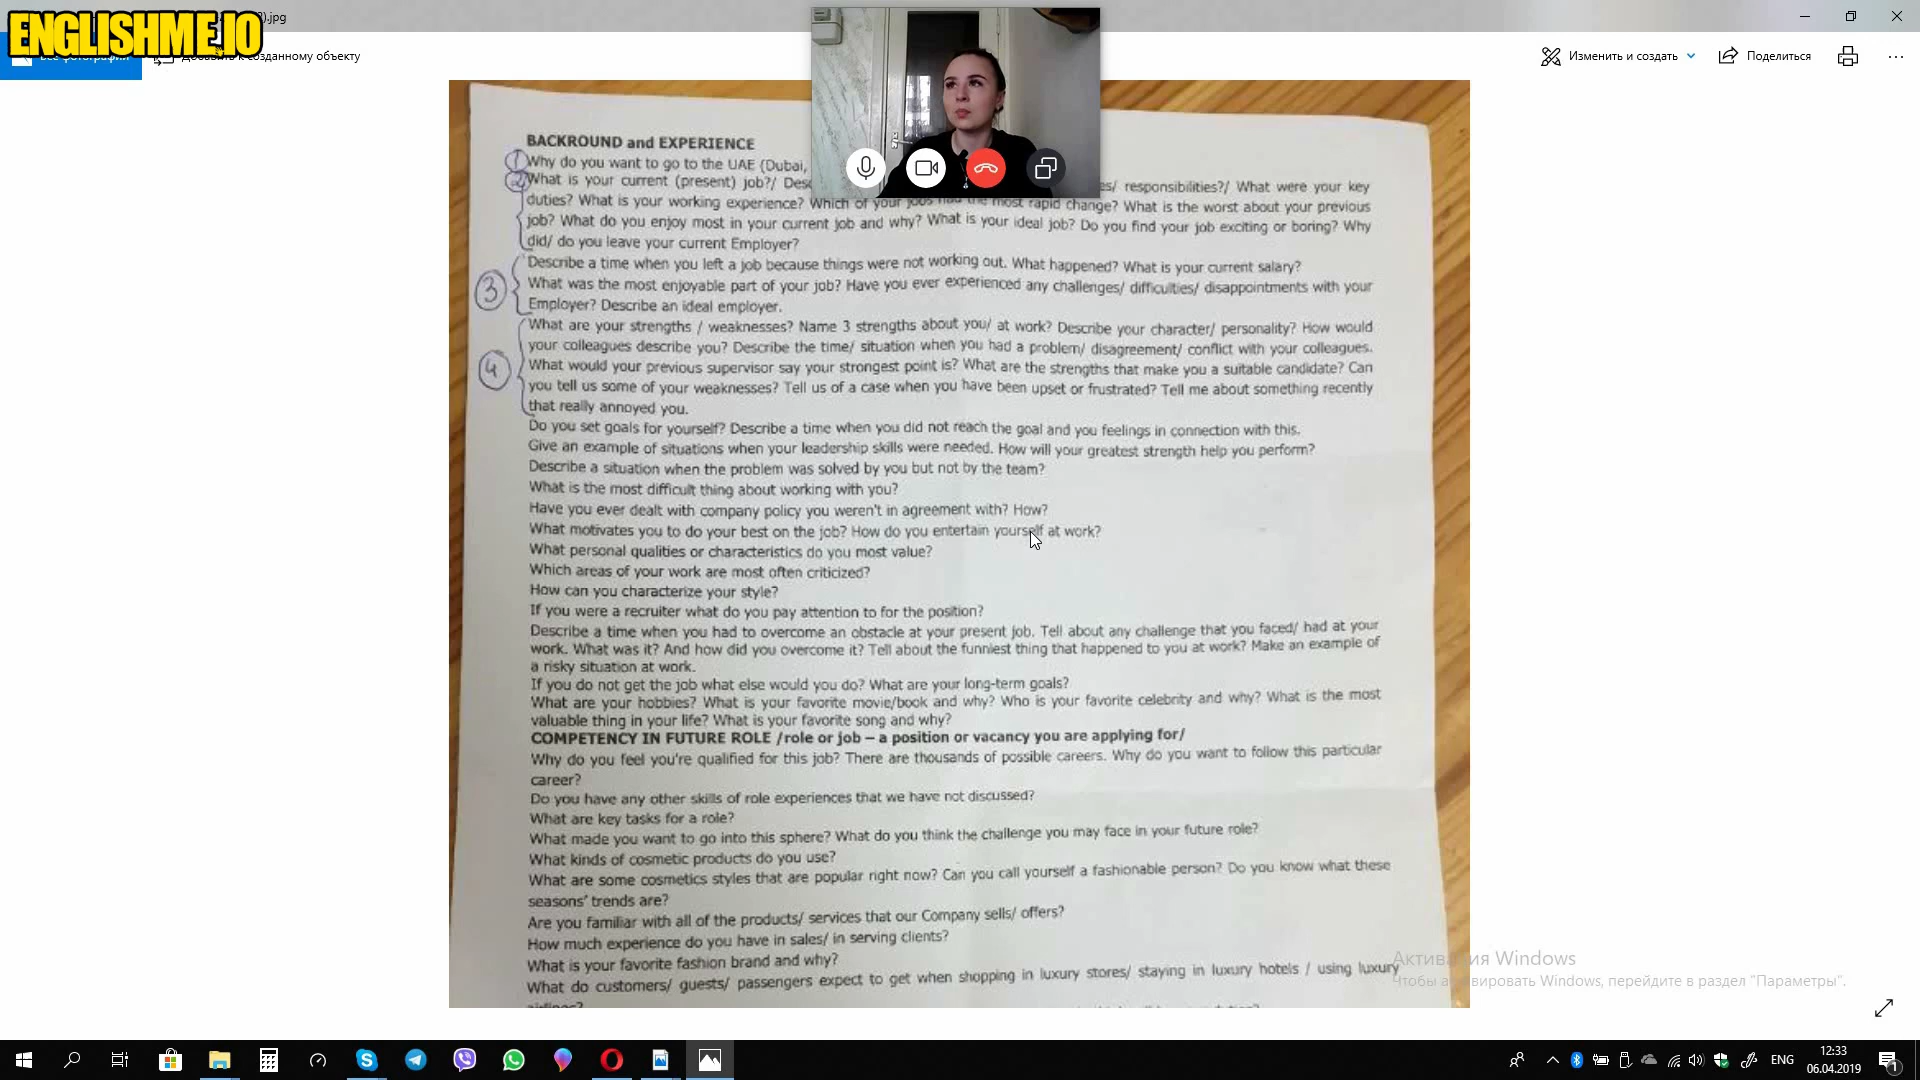 ENGLISHME.IO
).jpg
Все фотографии
Добавить к созданному объекту
Изменить и создать
Поделиться
BACKROUND and EXPERIENCE
1 Why do you want to go to the UAE (Dubai,
2 What is your current (present) job?/ es/ responsibilities?/ What were your key
duties? What is your working experience? Which of your jobs had the most rapid change? What is the worst about your previous
job? What do you enjoy most in your current job and why? What is your ideal job? Do you find your job exciting or boring? Why
did/ do you leave your current Employer?
Describe a time when you left a job because things were not working out. What happened? What is your current salary?
3 What was the most enjoyable part of your job? Have you ever experienced any challenges/ difficulties/ disappointments with your
Employer? Describe an ideal employer.
What are your strengths / weaknesses? Name 3 strengths about you/ at work? Describe your character/ personality? How would
your colleagues describe you? Describe the time/ situation when you had a problem/ disagreement/ conflict with your colleagues.
4 What would your previous supervisor say your strongest point is? What are the strengths that make you a suitable candidate? Can
you tell us some of your weaknesses? Tell us of a case when you have been upset or frustrated? Tell me about something recently
that really annoyed you.
Do you set goals for yourself? Describe a time when you did not reach the goal and you feelings in connection with this.
Give an example of situations when your leadership skills were needed. How will your greatest strength help you perform?
Describe a situation when the problem was solved by you but not by the team?
What is the most difficult thing about working with you?
Have you ever dealt with company policy you weren't in agreement with? How?
What motivates you to do your best on the job? How do you entertain yourself at work?
What personal qualities or characteristics do you most value?
Which areas of your work are most often criticized?
How can you characterize your style?
If you were a recruiter what do you pay attention to for the position?
Describe a time when you had to overcome an obstacle at your present job. Tell about any challenge that you faced/ had at your
work. What was it? And how did you overcome it? Tell about the funniest thing that happened to you at work? Make an example of
a risky situation at work.
If you do not get the job what else would you do? What are your long-term goals?
What are your hobbies? What is your favorite movie/book and why? Who is your favorite celebrity and why? What is the most
valuable thing in your life? What is your favorite song and why?
COMPETENCY IN FUTURE ROLE /role or job – a position or vacancy you are applying for/
Why do you feel you're qualified for this job? There are thousands of possible careers. Why do you want to follow this particular
career?
Do you have any other skills of role experiences that we have not discussed?
What are key tasks for a role?
What made you want to go into this sphere? What do you think the challenge you may face in your future role?
What kinds of cosmetic products do you use?
What are some cosmetics styles that are popular right now? Can you call yourself a fashionable person? Do you know what these
seasons' trends are?
Are you familiar with all of the products/ services that our Company sells/ offers?
How much experience do you have in sales/ in serving clients?
What is your favorite fashion brand and why?
What do customers/ guests/ passengers expect to get when shopping in luxury stores/ staying in luxury hotels / using luxury
Активация Windows
Чтобы активировать Windows, перейдите в раздел "Параметры".
ENG
12:33
06.04.2019
1